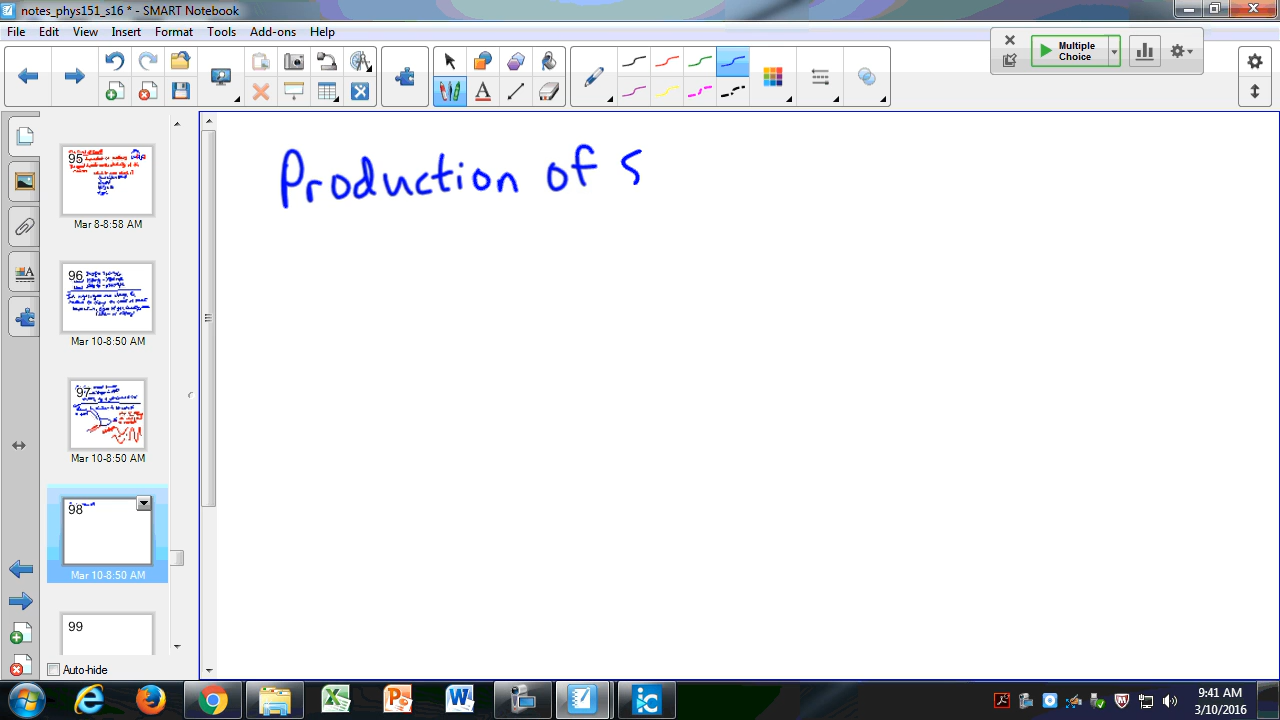 notes_phys151_s16 * - SMART Notebook
File Edit View Insert Format Tools Add-ons Help
Multiple
Choice
Production of S
95
Mar 8-8:58 AM
96
Mar 10-8:50 AM
97
Mar 10-8:50 AM
98
Mar 10-8:50 AM
99
Auto-hide
9:41 AM
3/10/2016